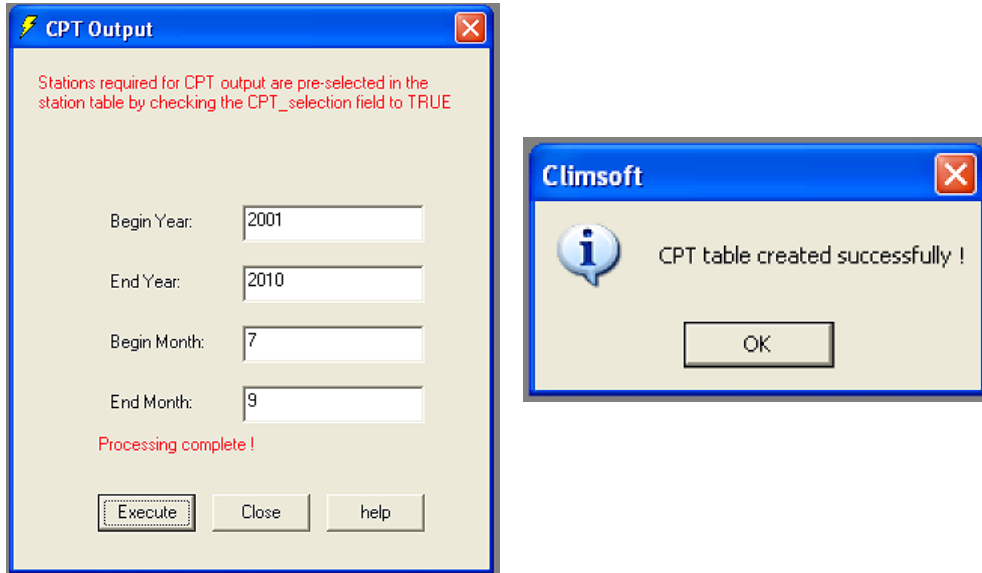 CPT Output
Stations required for CPT output are pre-selected in the
station table by checking the CPT_selection field to TRUE
Begin Year: 2001
End Year: 2010
Begin Month: 7
End Month: 9
Processing complete !
Execute Close help
Climsoft
CPT table created successfully !
OK